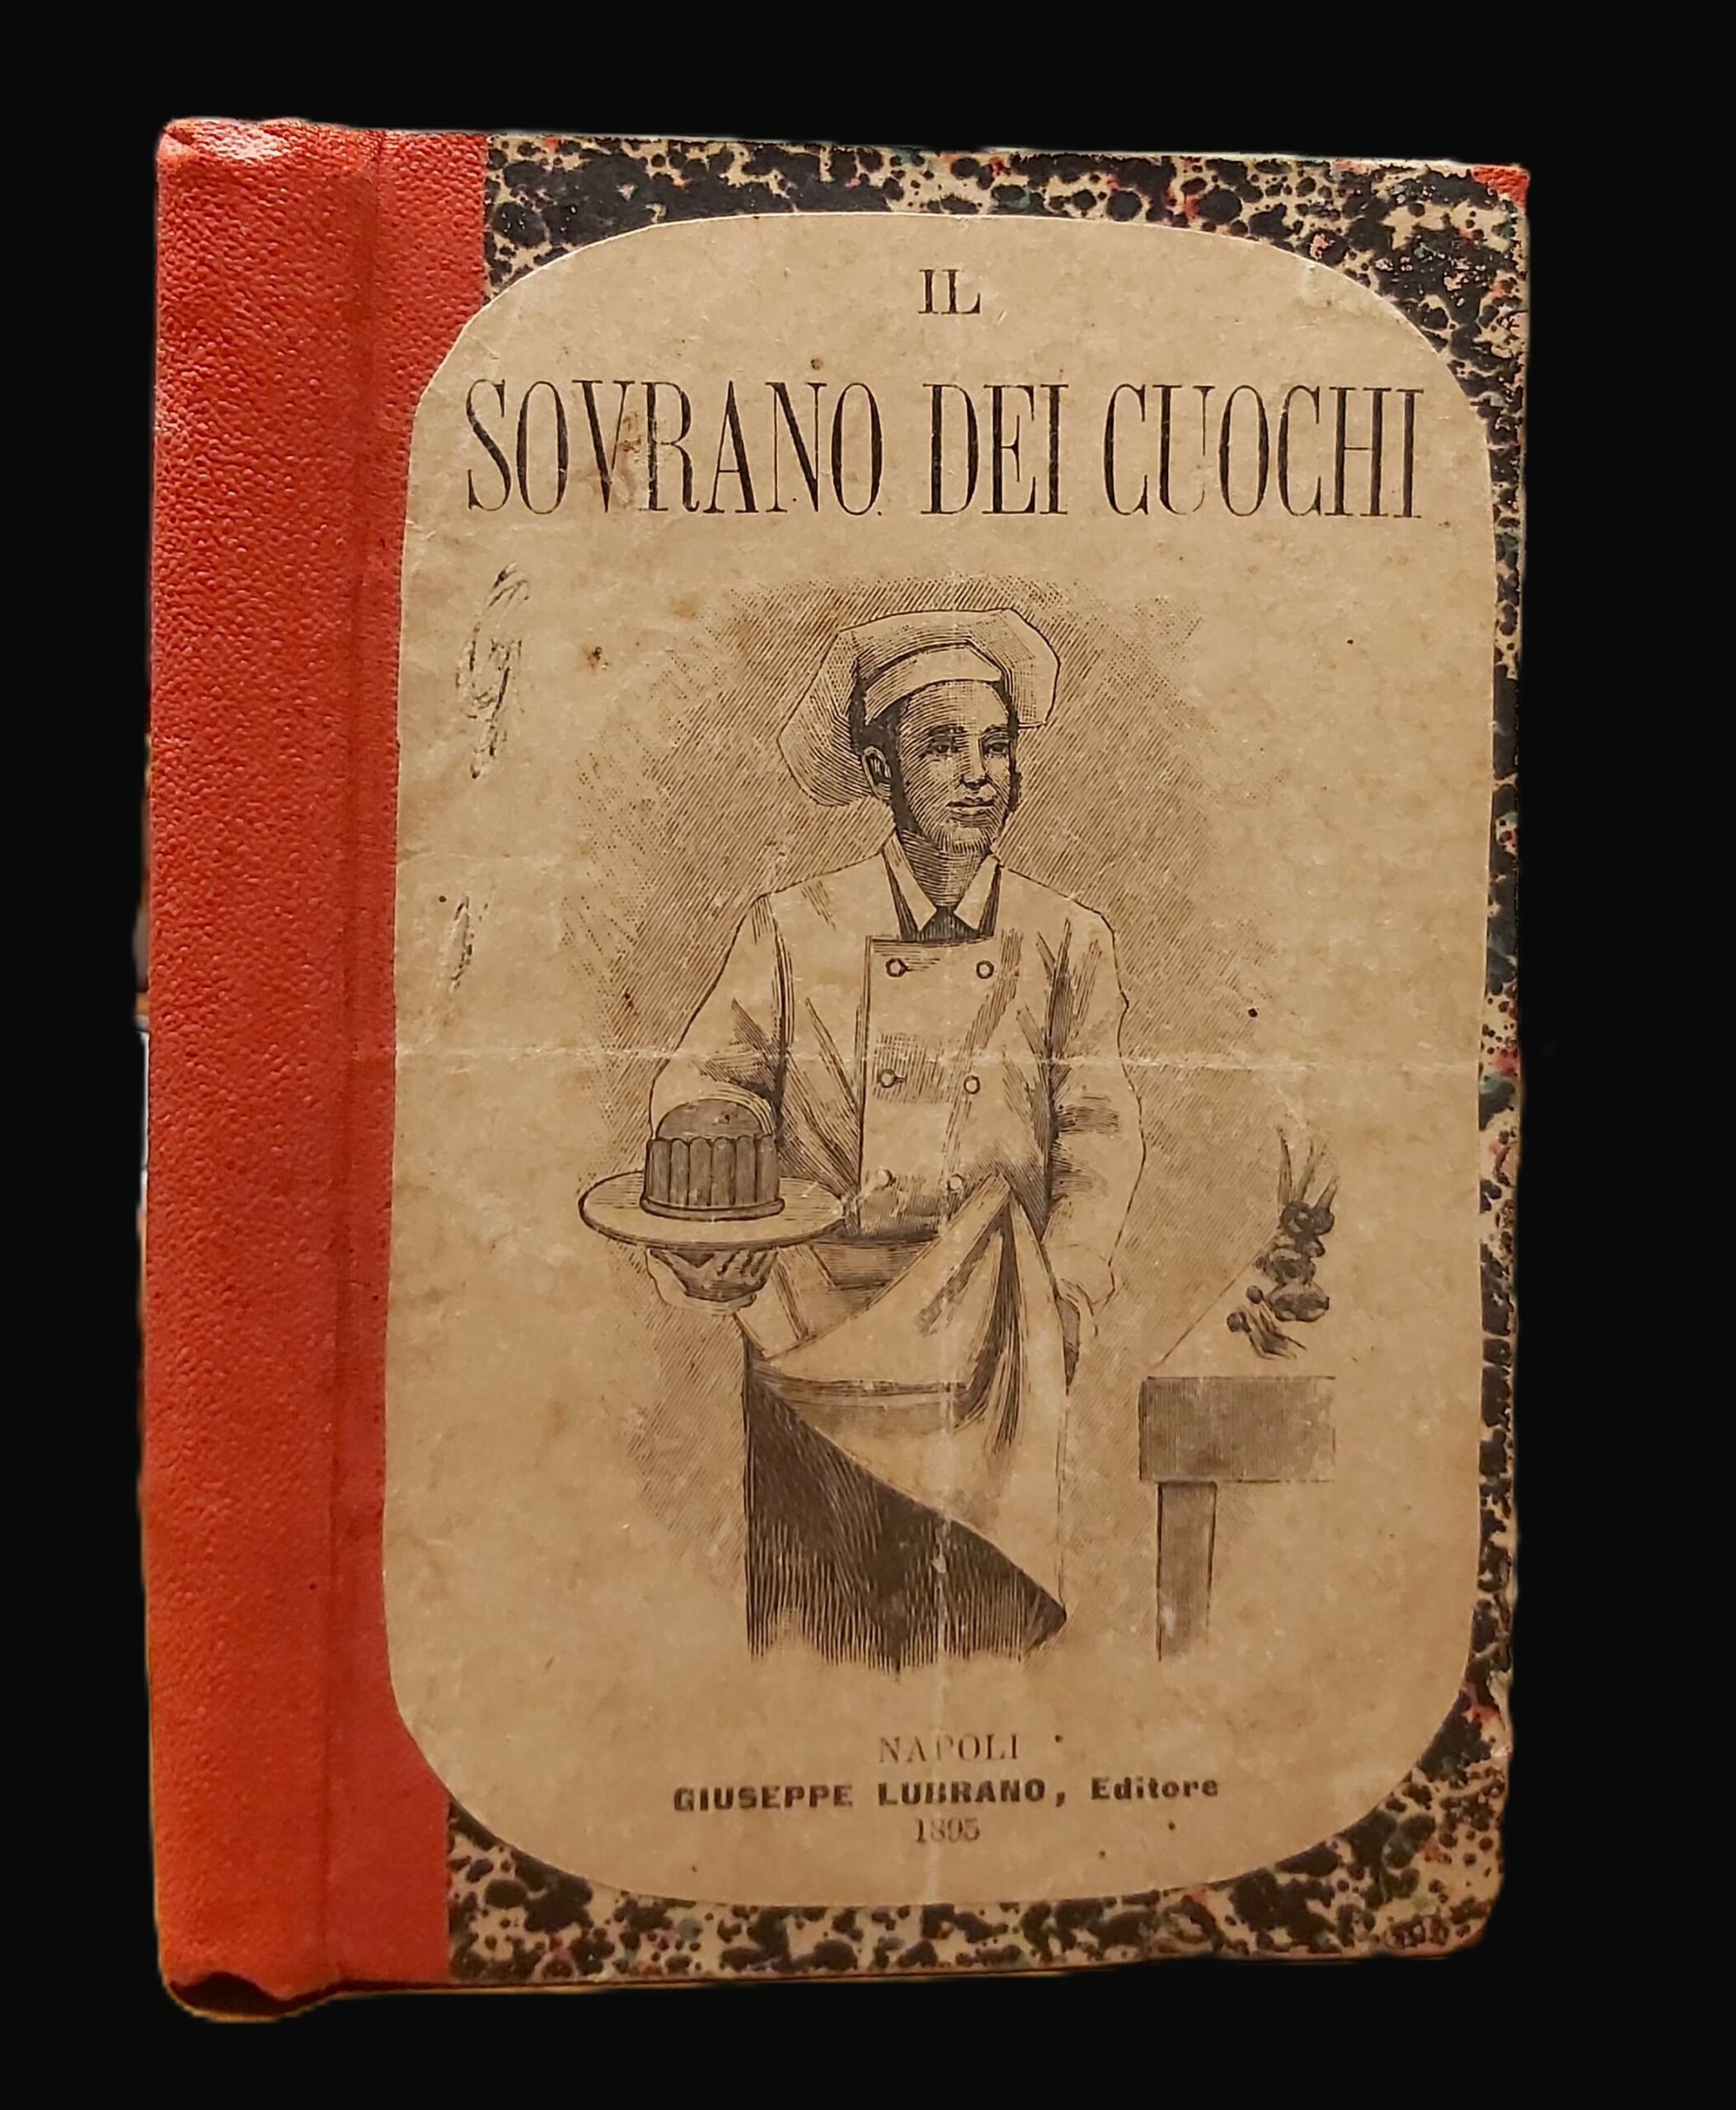 IL
SOVRANO DEI CUOCHI
NAPOLI
GIUSEPPE LUBRANO, Editore
1895